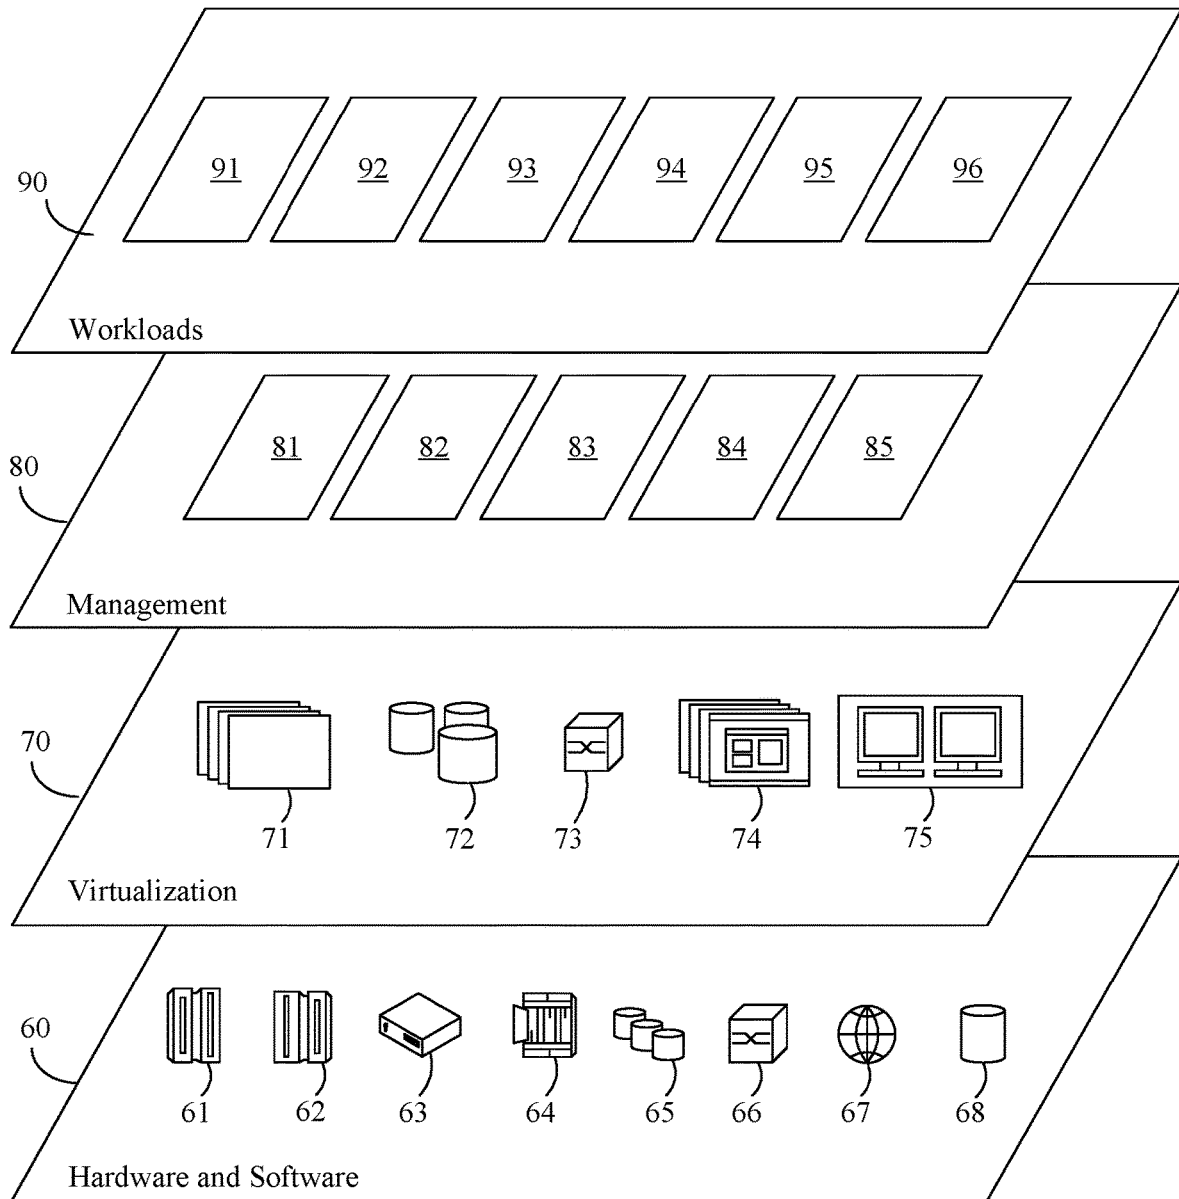 91 92 93 94 95 96
90
Workloads
81 82 83 84 85
80
Management
70
71 72 73 74 75
Virtualization
60
61 62 63 64 65 66 67 68
Hardware and Software